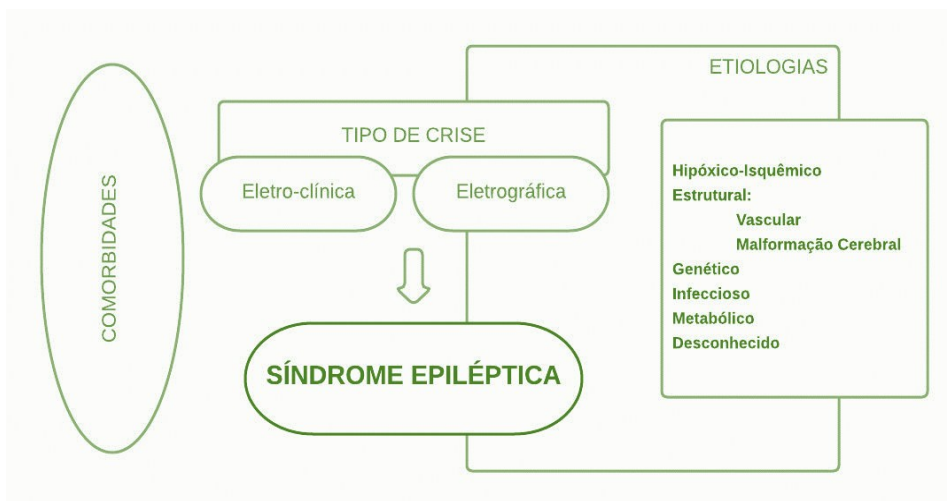 COMORBIDADES
TIPO DE CRISE
Eletro-clínica
Eletrográfica
SÍNDROME EPILÉPTICA
ETIOLOGIAS
Hipóxico-Isquêmico
Estrutural:
Vascular
Malformação Cerebral
Genético
Infeccioso
Metabólico
Desconhecido